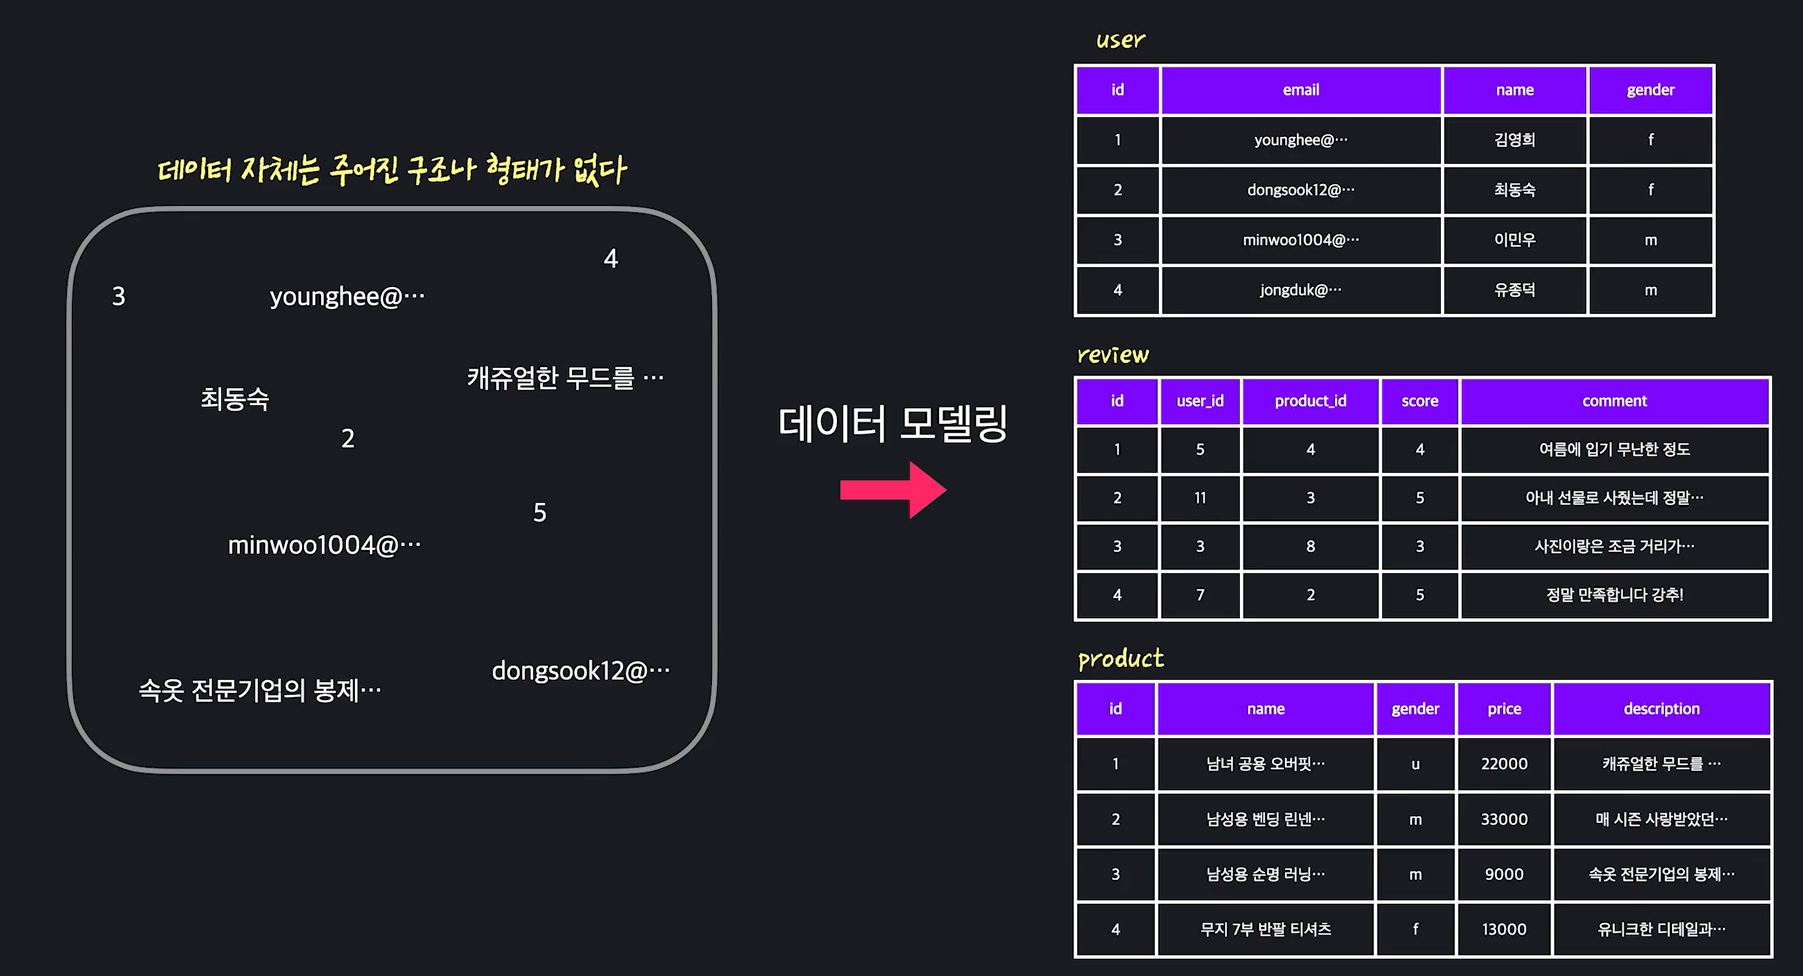 데이터 자체는 주어진 구조나 형태가 없다
4
3
younghee@…
캐쥬얼한 무드를 …
최동숙
2
5
minwoo1004@…
dongsook12@…
속옷 전문기업의 봉제…
데이터 모델링
user
id email name gender
1 younghee@… 김영희 f
2 dongsook12@… 최동숙 f
3 minwoo1004@… 이민우 m
4 jongduk@… 유종덕 m
review
id user_id product_id score comment
1 5 4 4 여름에 입기 무난한 정도
2 11 3 5 아내 선물로 사줬는데 정말…
3 3 8 3 사진이랑은 조금 거리가…
4 7 2 5 정말 만족합니다 강추!
product
id name gender price description
1 남녀 공용 오버핏… u 22000 캐쥬얼한 무드를 …
2 남성용 벤딩 린넨… m 33000 매 시즌 사랑받았던…
3 남성용 순명 러닝… m 9000 속옷 전문기업의 봉제…
4 무지 7부 반팔 티셔츠 f 13000 유니크한 디테일과…